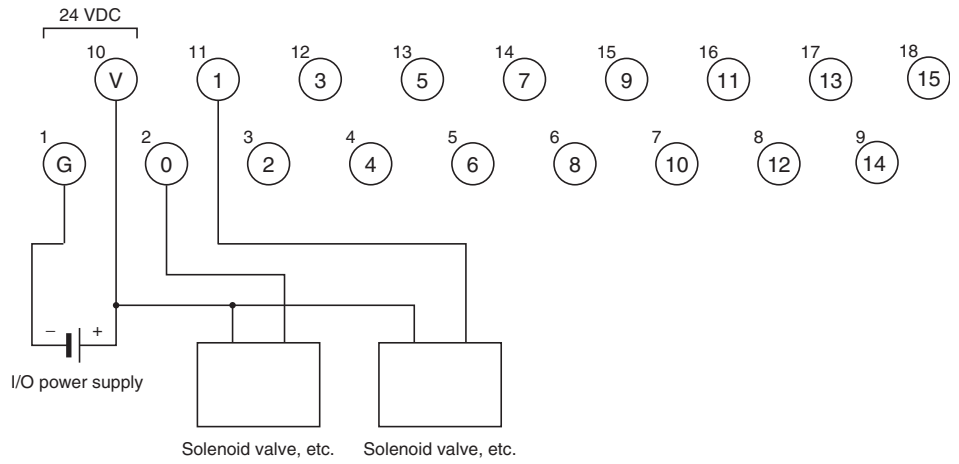 24 VDC
10 11 12 13 14 15 16 17 18
V 1 3 5 7 9 11 13 15
1 2 3 4 5 6 7 8 9
G 0 2 4 6 8 10 12 14
– +
I/O power supply
Solenoid valve, etc. Solenoid valve, etc.